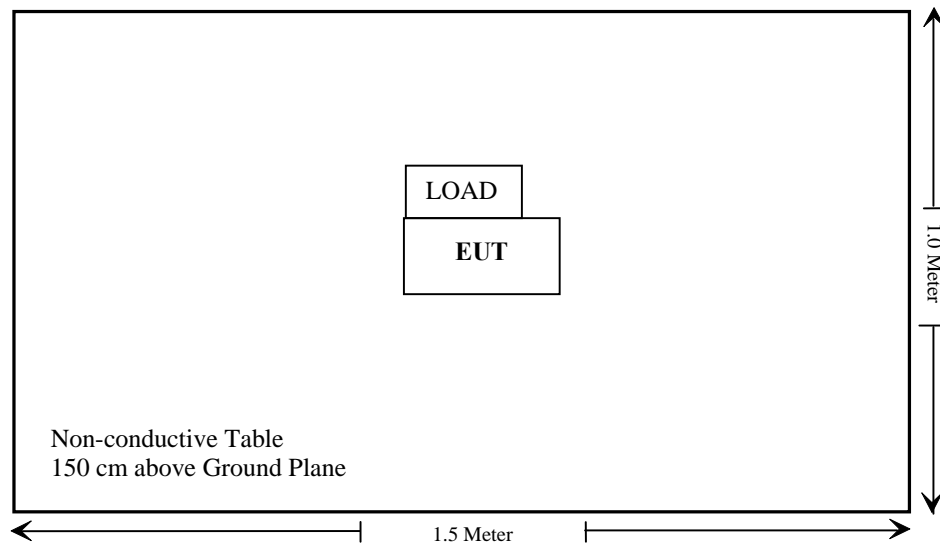 LOAD
EUT
1.0 Meter
Non-conductive Table
150 cm above Ground Plane
1.5 Meter